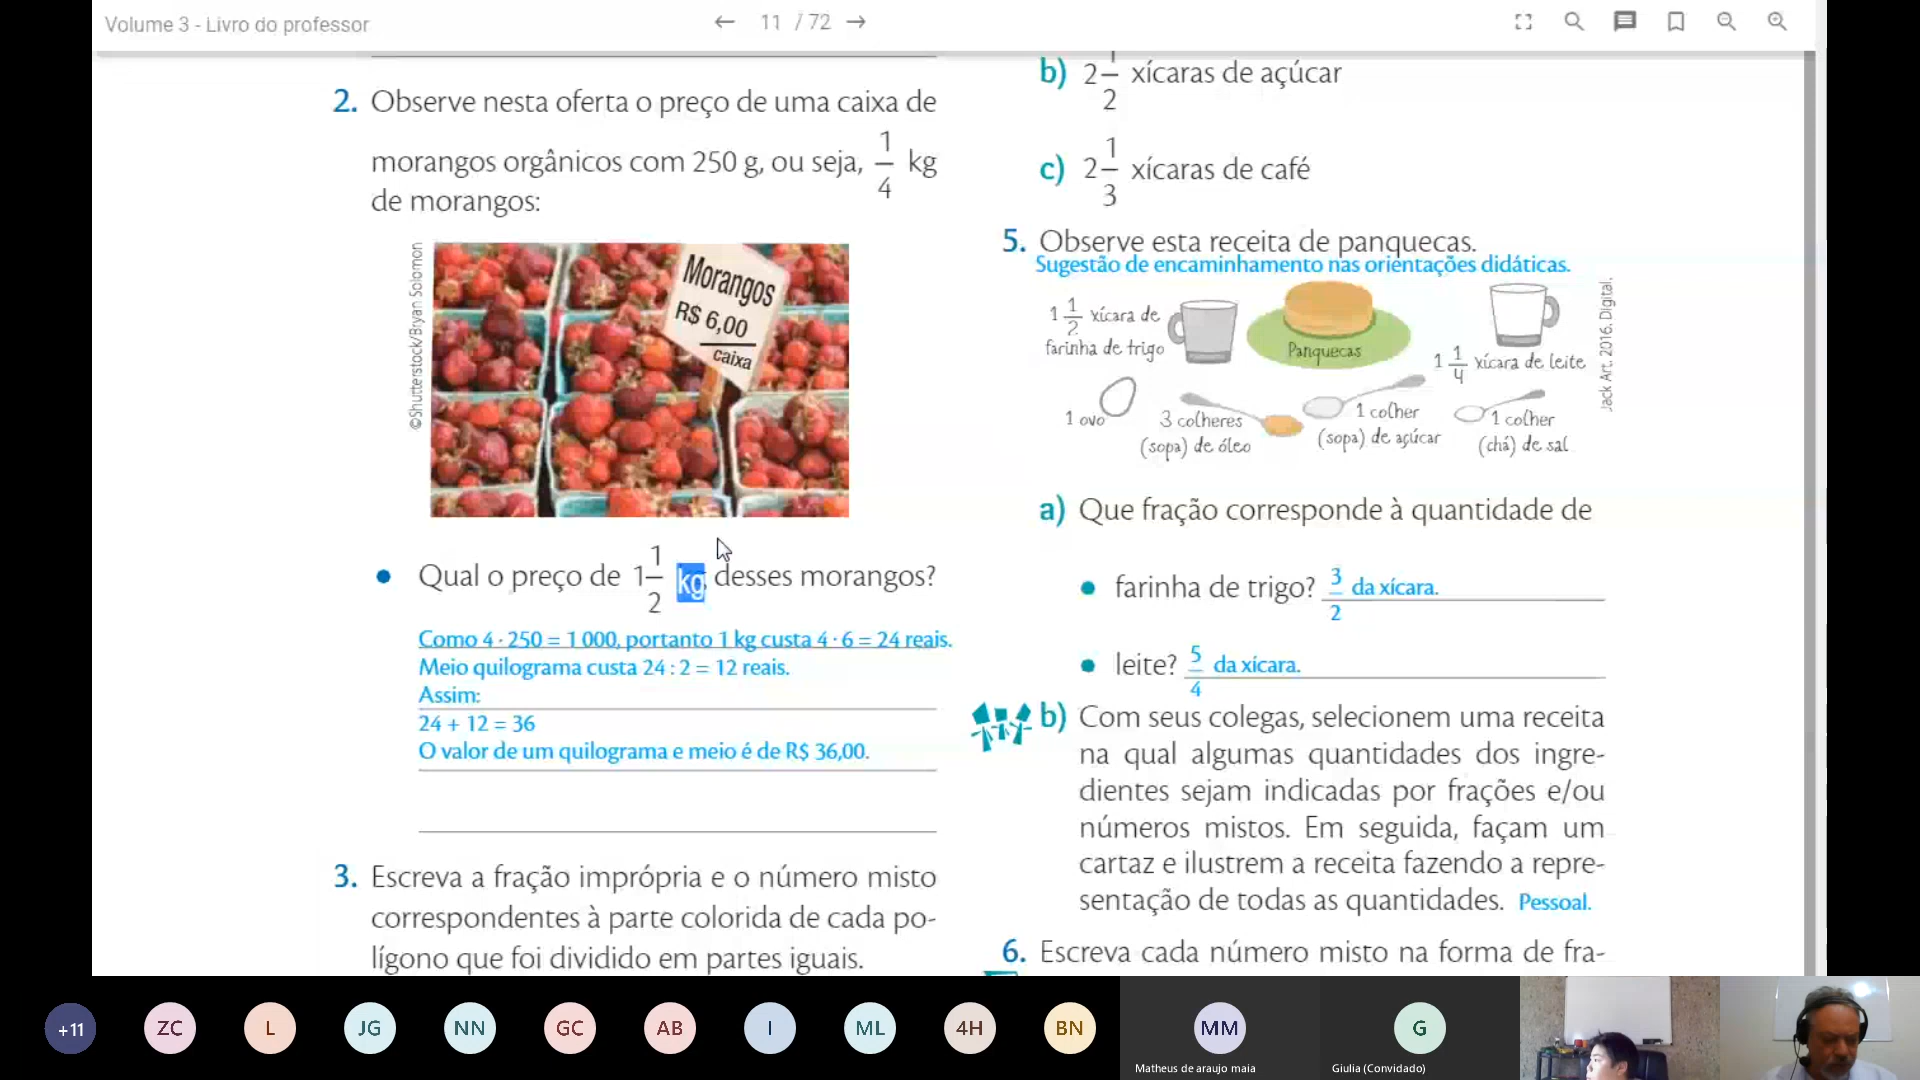 Volume 3 - Livro do professor
← 11 / 72 →
2. Observe nesta oferta o preço de uma caixa de
morangos orgânicos com 250 g, ou seja, 1/4 kg
de morangos:
©Shutterstock/Bryan Solomon
Morangos
R$ 6,00
caixa
• Qual o preço de 1 1/2 kg desses morangos?
Como 4 · 250 = 1 000, portanto 1 kg custa 4 · 6 = 24 reais.
Meio quilograma custa 24 : 2 = 12 reais.
Assim:
24 + 12 = 36
O valor de um quilograma e meio é de R$ 36,00.
3. Escreva a fração imprópria e o número misto
correspondentes à parte colorida de cada po-
lígono que foi dividido em partes iguais.
b) 2 1/2 xícaras de açúcar
c) 2 1/3 xícaras de café
5. Observe esta receita de panquecas.
Sugestão de encaminhamento nas orientações didáticas.
1 1/2 xícara de
farinha de trigo
Panquecas
1 1/4 xícara de leite
1 ovo
3 colheres
(sopa) de óleo
1 colher
(sopa) de açúcar
1 colher
(chá) de sal
Jack Art. 2016. Digital.
a) Que fração corresponde à quantidade de
• farinha de trigo? 3/2 da xícara.
• leite? 5/4 da xícara.
b) Com seus colegas, selecionem uma receita
na qual algumas quantidades dos ingre-
dientes sejam indicadas por frações e/ou
números mistos. Em seguida, façam um
cartaz e ilustrem a receita fazendo a repre-
sentação de todas as quantidades. Pessoal.
6. Escreva cada número misto na forma de fra-
+11
ZC
L
JG
NN
GC
AB
I
ML
4H
BN
MM
Matheus de araujo maia
G
Giulia (Convidado)